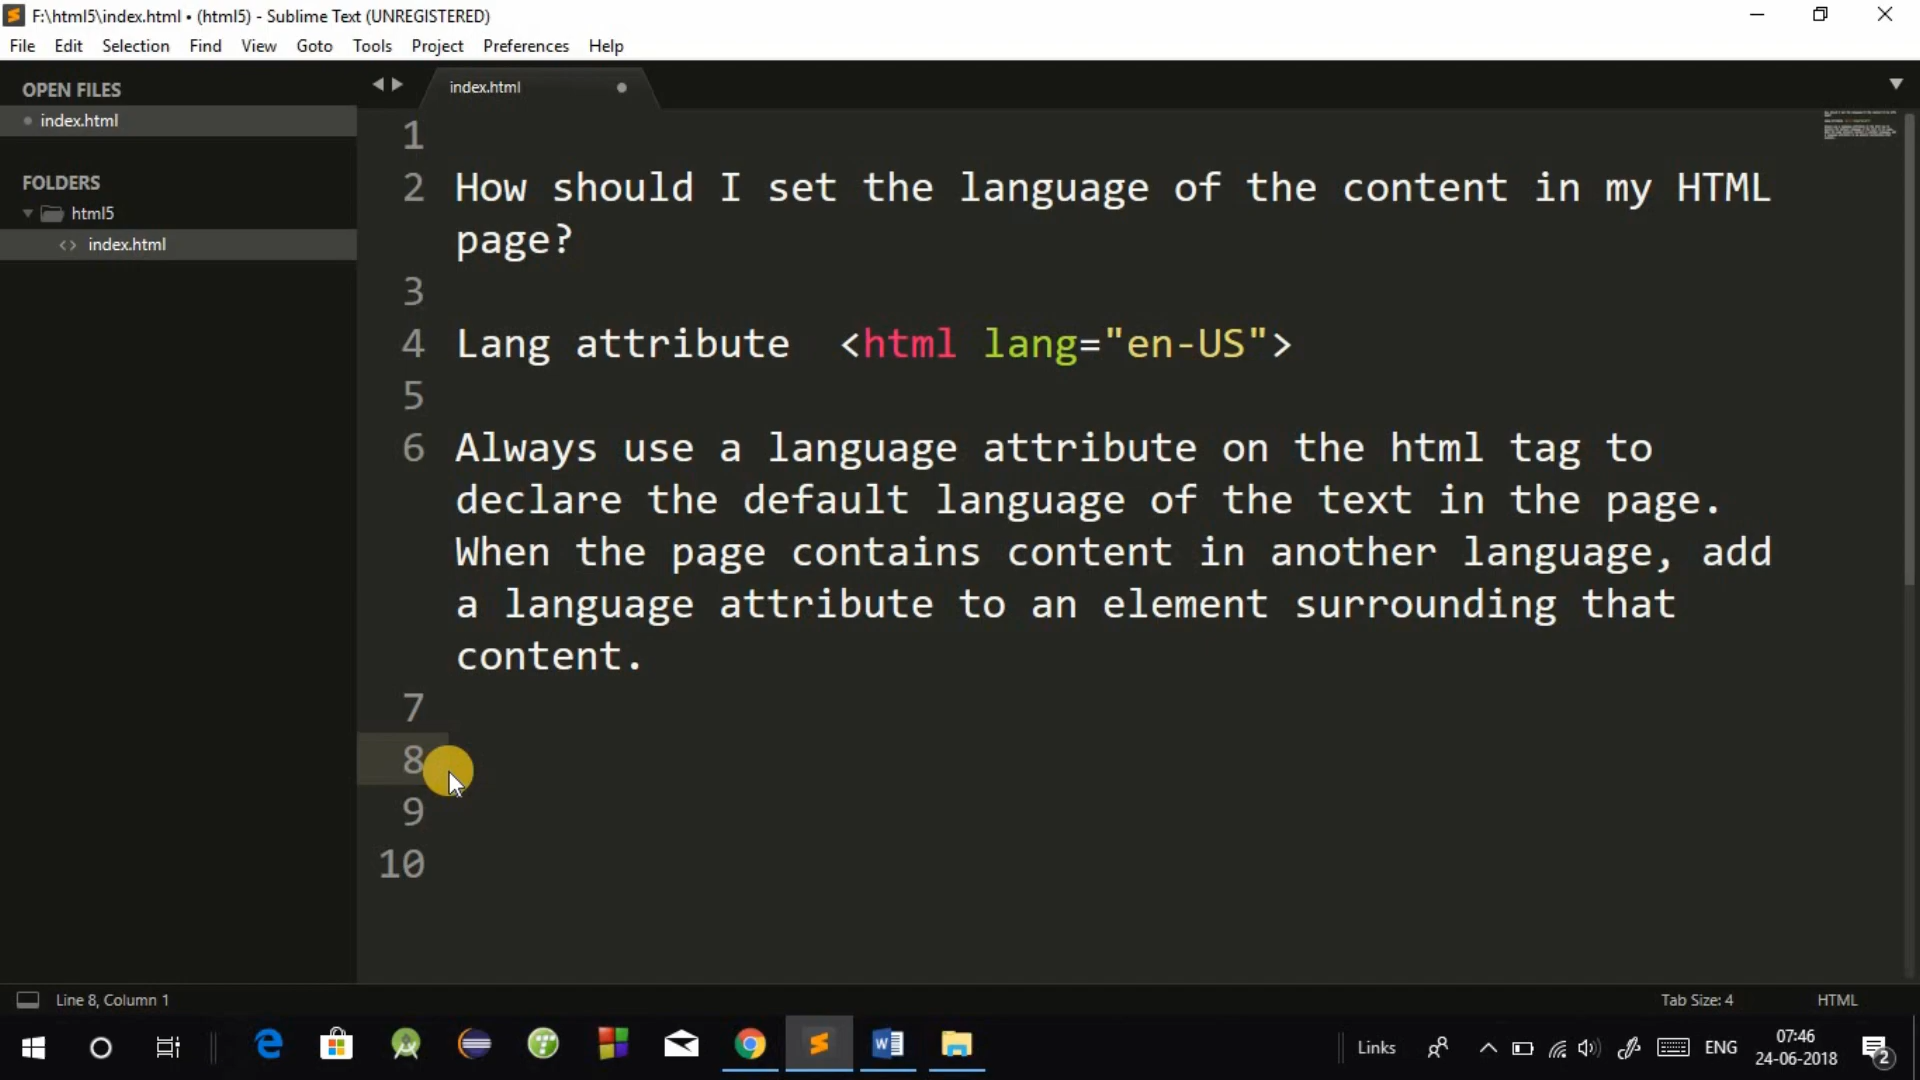 F:\html5\index.html • (html5) - Sublime Text (UNREGISTERED)
File Edit Selection Find View Goto Tools Project Preferences Help
OPEN FILES
index.html
FOLDERS
html5
index.html
index.html
1
2 How should I set the language of the content in my HTML
page?
3
4 Lang attribute <html lang="en-US">
5
6 Always use a language attribute on the html tag to
declare the default language of the text in the page.
When the page contains content in another language, add
a language attribute to an element surrounding that
content.
7
8
9
10
Line 8, Column 1 Tab Size: 4 HTML
Links ENG 07:46
24-06-2018 2